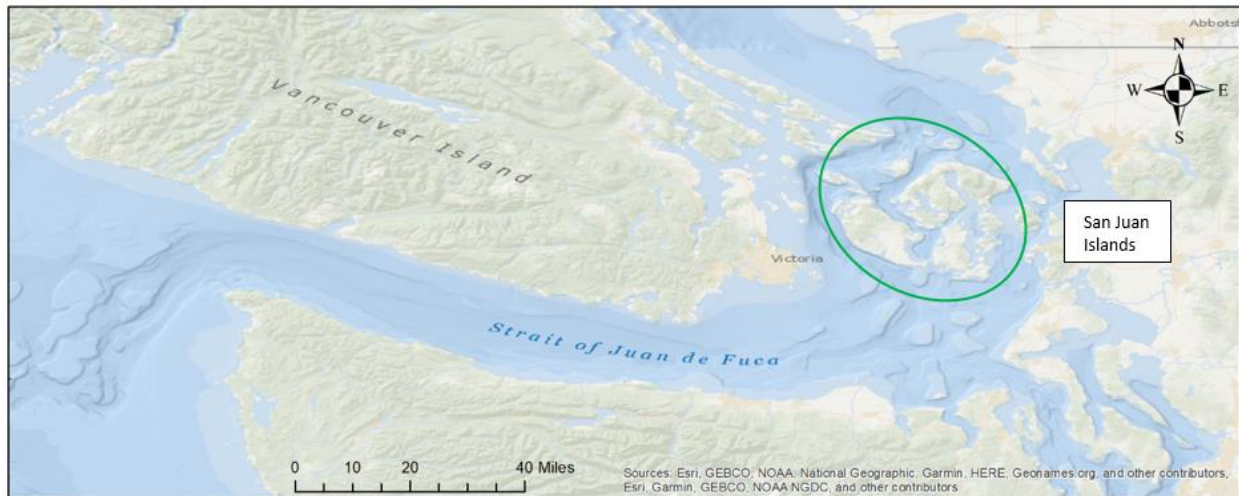 Abbots
N
W
E
S
Vancouver Island
San Juan
Islands
Victoria
Strait of Juan de Fuca
0 10 20 40 Miles
Sources: Esri, GEBCO, NOAA, National Geographic, Garmin, HERE, Geonames.org, and other contributors,
Esri, Garmin, GEBCO, NOAA NGDC, and other contributors